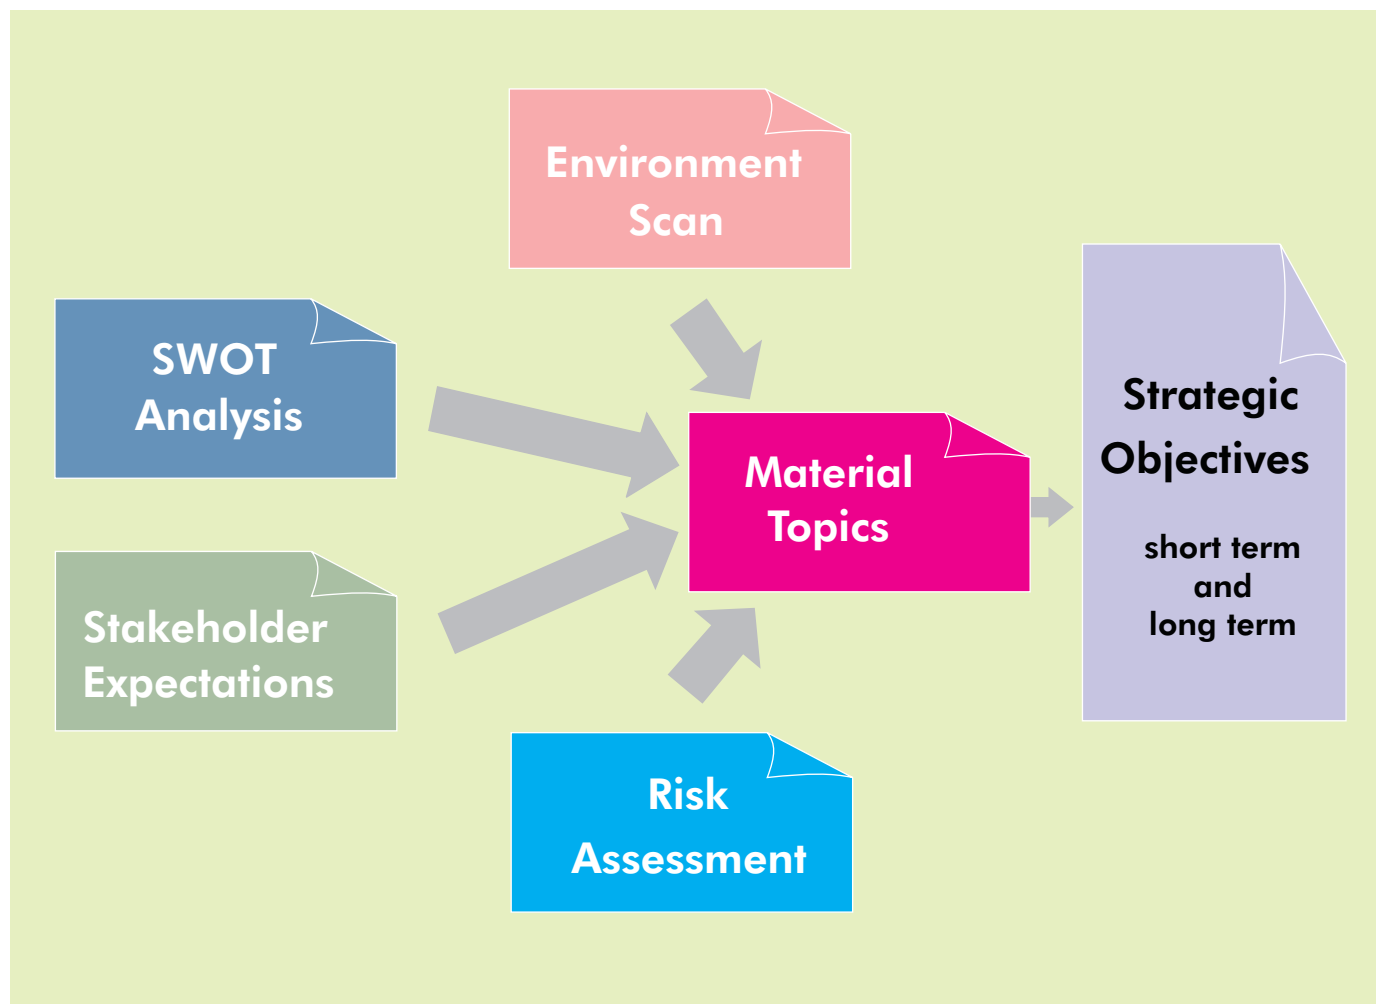 Environment
Scan
SWOT
Analysis
Stakeholder
Expectations
Material
Topics
Risk
Assessment
Strategic
Objectives
short term
and
long term